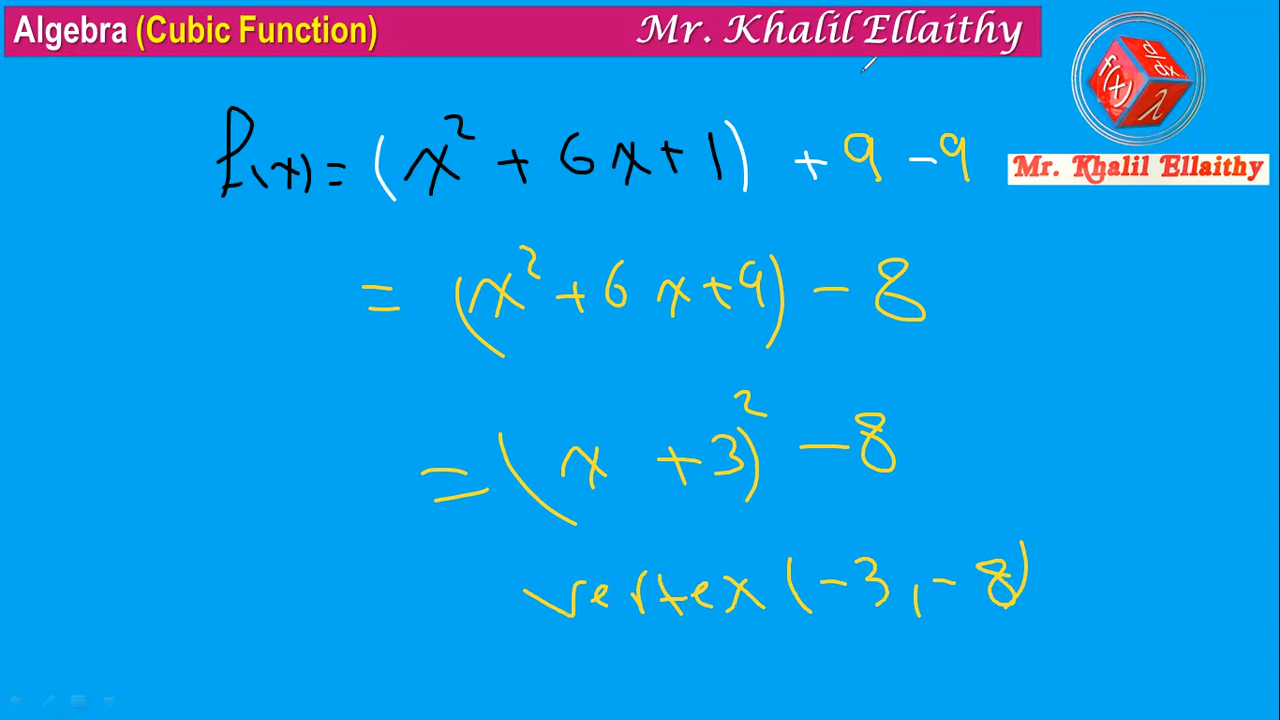 Algebra (Cubic Function)
Mr. Khalil Ellaithy
f(x) = (x² + 6x + 1) + 9 - 9
= (x² + 6x + 9) - 8
= (x + 3)² - 8
vertex (-3, -8)
f(x)
d/dx
λ
Mr. Khalil Ellaithy